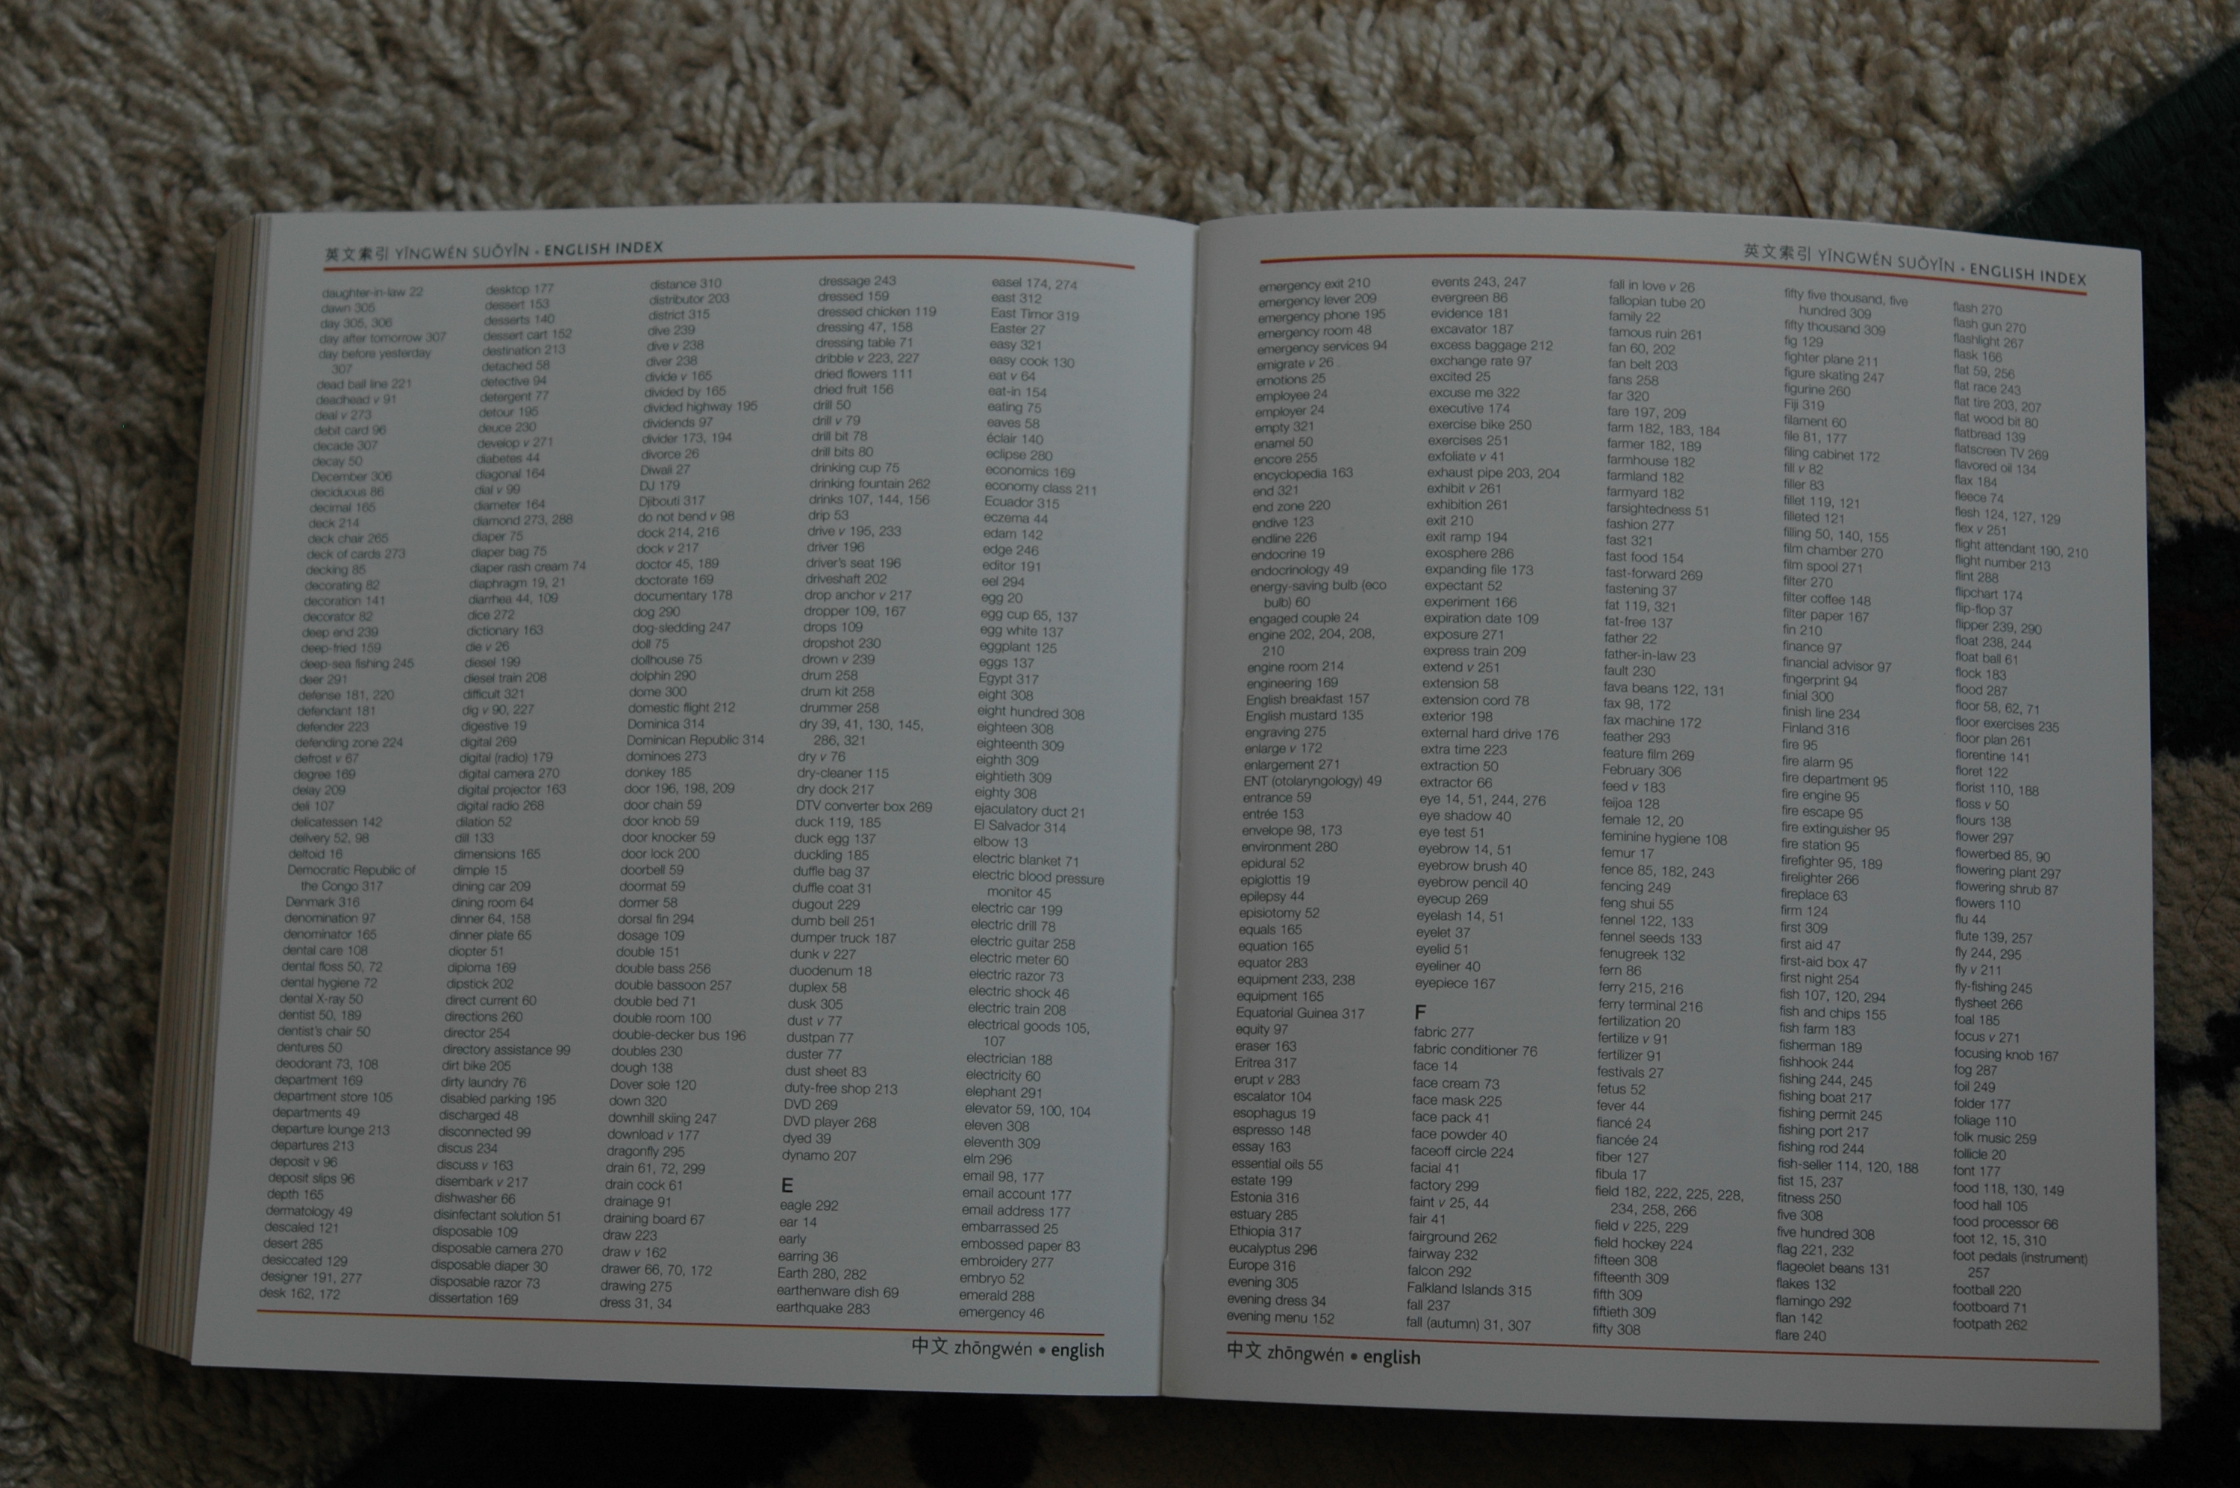 英文索引 YĪNGWÉN SUǑYǏN • ENGLISH INDEX
daughter-in-law 22
dawn 305
day 305, 306
day after tomorrow 307
day before yesterday
307
dead ball line 221
deadhead v 91
deal v 273
debit card 96
decade 307
decay 50
December 306
deciduous 86
decimal 165
deck 214
deck chair 265
deck of cards 273
decking 85
decorating 82
decoration 141
decorator 82
deep end 239
deep-fried 159
deep-sea fishing 245
deer 291
defense 181, 220
defendant 181
defender 223
defending zone 224
defrost v 67
degree 169
delay 209
deli 107
delicatessen 142
delivery 52, 98
deltoid 16
Democratic Republic of
the Congo 317
Denmark 316
denomination 97
denominator 165
dental care 108
dental floss 50, 72
dental hygiene 72
dental X-ray 50
dentist 50, 189
dentist's chair 50
dentures 50
deodorant 73, 108
department 169
department store 105
departments 49
departure lounge 213
departures 213
deposit v 96
deposit slips 96
depth 165
dermatology 49
descaled 121
desert 285
desiccated 129
designer 191, 277
desk 162, 172
desktop 177
dessert 153
desserts 140
dessert cart 152
destination 213
detached 58
detective 94
detergent 77
detour 195
deuce 230
develop v 271
diabetes 44
diagonal 164
dial v 99
diameter 164
diamond 273, 288
diaper 75
diaper bag 75
diaper rash cream 74
diaphragm 19, 21
diarrhea 44, 109
dice 272
dictionary 163
die v 26
diesel 199
diesel train 208
difficult 321
dig v 90, 227
digestive 19
digital 269
digital (radio) 179
digital camera 270
digital projector 163
digital radio 268
dilation 52
dill 133
dimensions 165
dimple 15
dining car 209
dining room 64
dinner 64, 158
dinner plate 65
diopter 51
diploma 169
dipstick 202
direct current 60
directions 260
director 254
directory assistance 99
dirt bike 205
dirty laundry 76
disabled parking 195
discharged 48
disconnected 99
discus 234
discuss v 163
disembark v 217
dishwasher 66
disinfectant solution 51
disposable 109
disposable camera 270
disposable diaper 30
disposable razor 73
dissertation 169
distance 310
distributor 203
district 315
dive 239
dive v 238
diver 238
divide v 165
divided by 165
divided highway 195
dividends 97
divider 173, 194
divorce 26
Diwali 27
DJ 179
Djibouti 317
do not bend v 98
dock 214, 216
dock v 217
doctor 45, 189
doctorate 169
documentary 178
dog 290
dog-sledding 247
doll 75
dollhouse 75
dolphin 290
dome 300
domestic flight 212
Dominica 314
Dominican Republic 314
dominoes 273
donkey 185
door 196, 198, 209
door chain 59
door knob 59
door knocker 59
door lock 200
doorbell 59
doormat 59
dormer 58
dorsal fin 294
dosage 109
double 151
double bass 256
double bassoon 257
double bed 71
double room 100
double-decker bus 196
doubles 230
dough 138
Dover sole 120
down 320
downhill skiing 247
download v 177
dragonfly 295
drain 61, 72, 299
drain cock 61
drainage 91
draining board 67
draw 223
draw v 162
drawer 66, 70, 172
drawing 275
dress 31, 34
dressage 243
dressed 159
dressed chicken 119
dressing 47, 158
dressing table 71
dribble v 223, 227
dried flowers 111
dried fruit 156
drill 50
drill v 79
drill bit 78
drill bits 80
drinking cup 75
drinking fountain 262
drinks 107, 144, 156
drip 53
drive v 195, 233
driver 196
driver's seat 196
driveshaft 202
drop anchor v 217
dropper 109, 167
drops 109
dropshot 230
drown v 239
drum 258
drum kit 258
drummer 258
dry 39, 41, 130, 145,
286, 321
dry v 76
dry-cleaner 115
dry dock 217
DTV converter box 269
duck 119, 185
duck egg 137
duckling 185
duffle bag 37
duffle coat 31
dugout 229
dumb bell 251
dumper truck 187
dunk v 227
duodenum 18
duplex 58
dusk 305
dust v 77
dustpan 77
duster 77
dust sheet 83
duty-free shop 213
DVD 269
DVD player 268
dyed 39
dynamo 207
E
eagle 292
ear 14
early
earring 36
Earth 280, 282
earthenware dish 69
earthquake 283
easel 174, 274
east 312
East Timor 319
Easter 27
easy 321
easy cook 130
eat v 64
eat-in 154
eating 75
eaves 58
éclair 140
eclipse 280
economics 169
economy class 211
Ecuador 315
eczema 44
edam 142
edge 246
editor 191
eel 294
egg 20
egg cup 65, 137
egg white 137
eggplant 125
eggs 137
Egypt 317
eight 308
eight hundred 308
eighteen 308
eighteenth 309
eighth 309
eightieth 309
eighty 308
ejaculatory duct 21
El Salvador 314
elbow 13
electric blanket 71
electric blood pressure
monitor 45
electric car 199
electric drill 78
electric guitar 258
electric meter 60
electric razor 73
electric shock 46
electric train 208
electrical goods 105,
107
electrician 188
electricity 60
elephant 291
elevator 59, 100, 104
eleven 308
eleventh 309
elm 296
email 98, 177
email account 177
email address 177
embarrassed 25
embossed paper 83
embroidery 277
embryo 52
emerald 288
emergency 46
中文 zhōngwén • english
英文索引 YĪNGWÉN SUǑYǏN • ENGLISH INDEX
emergency exit 210
emergency lever 209
emergency phone 195
emergency room 48
emergency services 94
emigrate v 26
emotions 25
employee 24
employer 24
empty 321
enamel 50
encore 255
encyclopedia 163
end 321
end zone 220
endive 123
endline 226
endocrine 19
endocrinology 49
energy-saving bulb (eco
bulb) 60
engaged couple 24
engine 202, 204, 208,
210
engine room 214
engineering 169
English breakfast 157
English mustard 135
engraving 275
enlarge v 172
enlargement 271
ENT (otolaryngology) 49
entrance 59
entrée 153
envelope 98, 173
environment 280
epidural 52
epiglottis 19
epilepsy 44
episiotomy 52
equals 165
equation 165
equator 283
equipment 233, 238
equipment 165
Equatorial Guinea 317
equity 97
eraser 163
Eritrea 317
erupt v 283
escalator 104
esophagus 19
espresso 148
essay 163
essential oils 55
estate 199
Estonia 316
estuary 285
Ethiopia 317
eucalyptus 296
Europe 316
evening 305
evening dress 34
evening menu 152
events 243, 247
evergreen 86
evidence 181
excavator 187
excess baggage 212
exchange rate 97
excited 25
excuse me 322
executive 174
exercise bike 250
exercises 251
exfoliate v 41
exhaust pipe 203, 204
exhibit v 261
exhibition 261
exit 210
exit ramp 194
exosphere 286
expanding file 173
expectant 52
experiment 166
expiration date 109
exposure 271
express train 209
extend v 251
extension 58
extension cord 78
exterior 198
external hard drive 176
extra time 223
extraction 50
extractor 66
eye 14, 51, 244, 276
eye shadow 40
eye test 51
eyebrow 14, 51
eyebrow brush 40
eyebrow pencil 40
eyecup 269
eyelash 14, 51
eyelet 37
eyelid 51
eyeliner 40
eyepiece 167
F
fabric 277
fabric conditioner 76
face 14
face cream 73
face mask 225
face pack 41
face powder 40
faceoff circle 224
facial 41
factory 299
faint v 25, 44
fair 41
fairground 262
fairway 232
falcon 292
Falkland Islands 315
fall 237
fall (autumn) 31, 307
fall in love v 26
fallopian tube 20
family 22
famous ruin 261
fan 60, 202
fan belt 203
fans 258
far 320
fare 197, 209
farm 182, 183, 184
farmer 182, 189
farmhouse 182
farmland 182
farmyard 182
farsightedness 51
fashion 277
fast 321
fast food 154
fast-forward 269
fastening 37
fat 119, 321
fat-free 137
father 22
father-in-law 23
fault 230
fava beans 122, 131
fax 98, 172
fax machine 172
feather 293
feature film 269
February 306
feed v 183
feijoa 128
female 12, 20
feminine hygiene 108
femur 17
fence 85, 182, 243
fencing 249
feng shui 55
fennel 122, 133
fennel seeds 133
fenugreek 132
fern 86
ferry 215, 216
ferry terminal 216
fertilization 20
fertilize v 91
fertilizer 91
festivals 27
fetus 52
fever 44
fiancé 24
fiancée 24
fiber 127
fibula 17
field 182, 222, 225, 228,
234, 258, 266
field v 225, 229
field hockey 224
fifteen 308
fifteenth 309
fifth 309
fiftieth 309
fifty 308
fifty five thousand, five
hundred 309
fifty thousand 309
fig 129
fighter plane 211
figure skating 247
figurine 260
Fiji 319
filament 60
file 81, 177
filing cabinet 172
fill v 82
filler 83
fillet 119, 121
filleted 121
filling 50, 140, 155
film chamber 270
film spool 271
filter 270
filter coffee 148
filter paper 167
fin 210
finance 97
financial advisor 97
fingerprint 94
finial 300
finish line 234
Finland 316
fire 95
fire alarm 95
fire department 95
fire engine 95
fire escape 95
fire extinguisher 95
fire station 95
firefighter 95, 189
firelighter 266
fireplace 63
firm 124
first 309
first aid 47
first-aid box 47
first night 254
fish 107, 120, 294
fish and chips 155
fish farm 183
fisherman 189
fishhook 244
fishing 244, 245
fishing boat 217
fishing permit 245
fishing port 217
fishing rod 244
fish-seller 114, 120, 188
fist 15, 237
fitness 250
five 308
five hundred 308
flag 221, 232
flageolet beans 131
flakes 132
flamingo 292
flan 142
flare 240
flash 270
flash gun 270
flashlight 267
flask 166
flat 59, 256
flat race 243
flat tire 203, 207
flat wood bit 80
flatbread 139
flatscreen TV 269
flavored oil 134
flax 184
fleece 74
flesh 124, 127, 129
flex v 251
flight attendant 190, 210
flight number 213
flint 288
flipchart 174
flip-flop 37
flipper 239, 290
float 238, 244
float ball 61
flock 183
flood 287
floor 58, 62, 71
floor exercises 235
floor plan 261
florentine 141
floret 122
florist 110, 188
floss v 50
flours 138
flower 297
flowerbed 85, 90
flowering plant 297
flowering shrub 87
flowers 110
flu 44
flute 139, 257
fly 244, 295
fly v 211
fly-fishing 245
flysheet 266
foal 185
focus v 271
focusing knob 167
fog 287
foil 249
folder 177
foliage 110
folk music 259
follicle 20
font 177
food 118, 130, 149
food hall 105
food processor 66
foot 12, 15, 310
foot pedals (instrument)
257
football 220
footboard 71
footpath 262
中文 zhōngwén • english